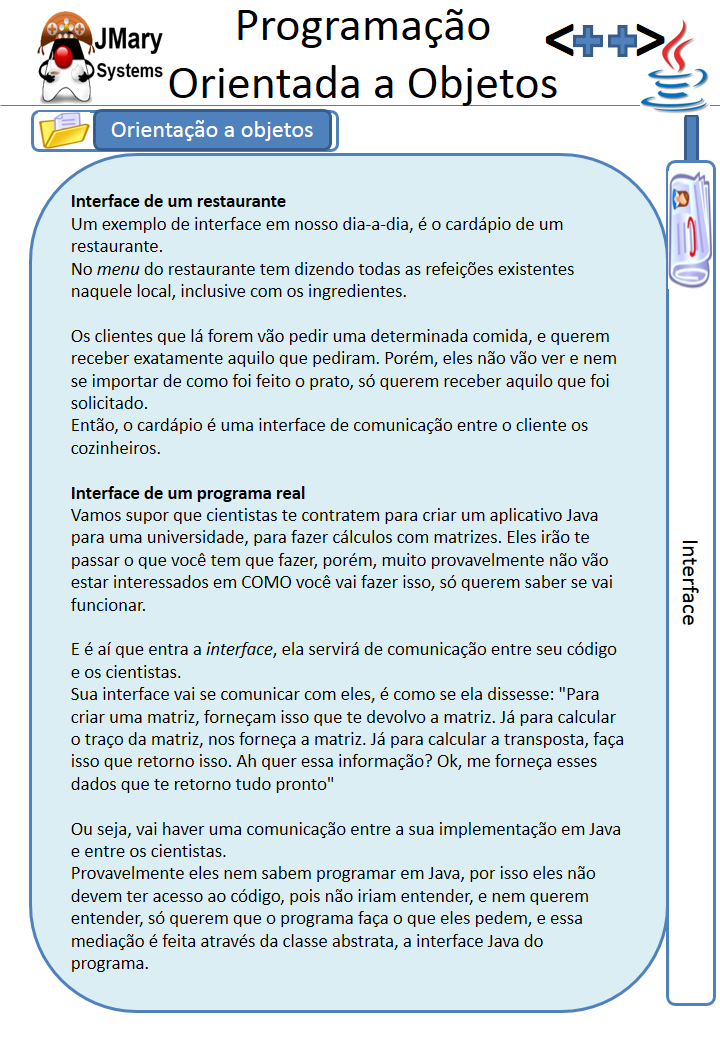 JMary
Systems
Programação
Orientada a Objetos
<++>
Orientação a objetos
Interface de um restaurante
Um exemplo de interface em nosso dia-a-dia, é o cardápio de um
restaurante.
No menu do restaurante tem dizendo todas as refeições existentes
naquele local, inclusive com os ingredientes.
Os clientes que lá forem vão pedir uma determinada comida, e querem
receber exatamente aquilo que pediram. Porém, eles não vão ver e nem
se importar de como foi feito o prato, só querem receber aquilo que foi
solicitado.
Então, o cardápio é uma interface de comunicação entre o cliente os
cozinheiros.
Interface de um programa real
Vamos supor que cientistas te contratem para criar um aplicativo Java
para uma universidade, para fazer cálculos com matrizes. Eles irão te
passar o que você tem que fazer, porém, muito provavelmente não vão
estar interessados em COMO você vai fazer isso, só querem saber se vai
funcionar.
E é aí que entra a interface, ela servirá de comunicação entre seu código
e os cientistas.
Sua interface vai se comunicar com eles, é como se ela dissesse: "Para
criar uma matriz, forneçam isso que te devolvo a matriz. Já para calcular
o traço da matriz, nos forneça a matriz. Já para calcular a transposta, faça
isso que retorno isso. Ah quer essa informação? Ok, me forneça esses
dados que te retorno tudo pronto"
Ou seja, vai haver uma comunicação entre a sua implementação em Java
e entre os cientistas.
Provavelmente eles nem sabem programar em Java, por isso eles não
devem ter acesso ao código, pois não iriam entender, e nem querem
entender, só querem que o programa faça o que eles pedem, e essa
mediação é feita através da classe abstrata, a interface Java do
programa.
Interface